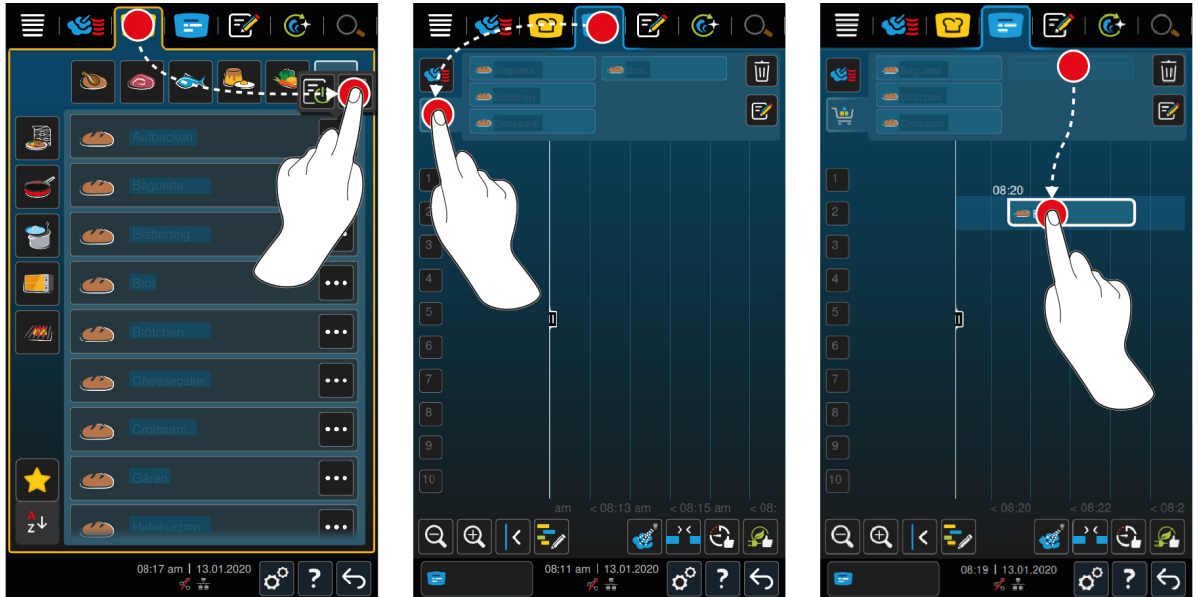 Aufbacken
Baguette
Blätterteig
Brot
Brötchen
Cheesecake
Croissant
Gären
Hefekuchen
A
Z
08:17 am | 13.01.2020
?
Baguette Brot
Brötchen
Croissant
1
2
3
4
5
6
7
8
9
10
am < 08:13 am < 08:15 am < 08:
08:11 am | 13.01.2020
?
Baguette
Brötchen
Croissant
1
08:20
2
3
4
5
6
7
8
9
10
< 08:20 < 08:22 < 08:2
08:19 | 13.01.2020
?